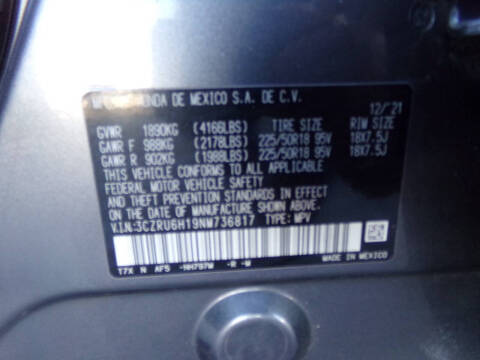 HONDA DE MEXICO S.A. DE C.V.
12/21
GVWR 1890KG (4166LBS) TIRE SIZE RIM SIZE
GAWR F 988KG (2178LBS) 225/50R18 95V 18X7.5J
GAWR R 902KG (1988LBS) 225/50R18 95V 18X7.5J
THIS VEHICLE CONFORMS TO ALL APPLICABLE
FEDERAL MOTOR VEHICLE SAFETY
AND THEFT PREVENTION STANDARDS IN EFFECT
ON THE DATE OF MANUFACTURE SHOWN ABOVE.
V.I.N:3CZRU6H19NM736817 TYPE: MPV
T7X N AFS -NH797M -R -M
MADE IN MEXICO